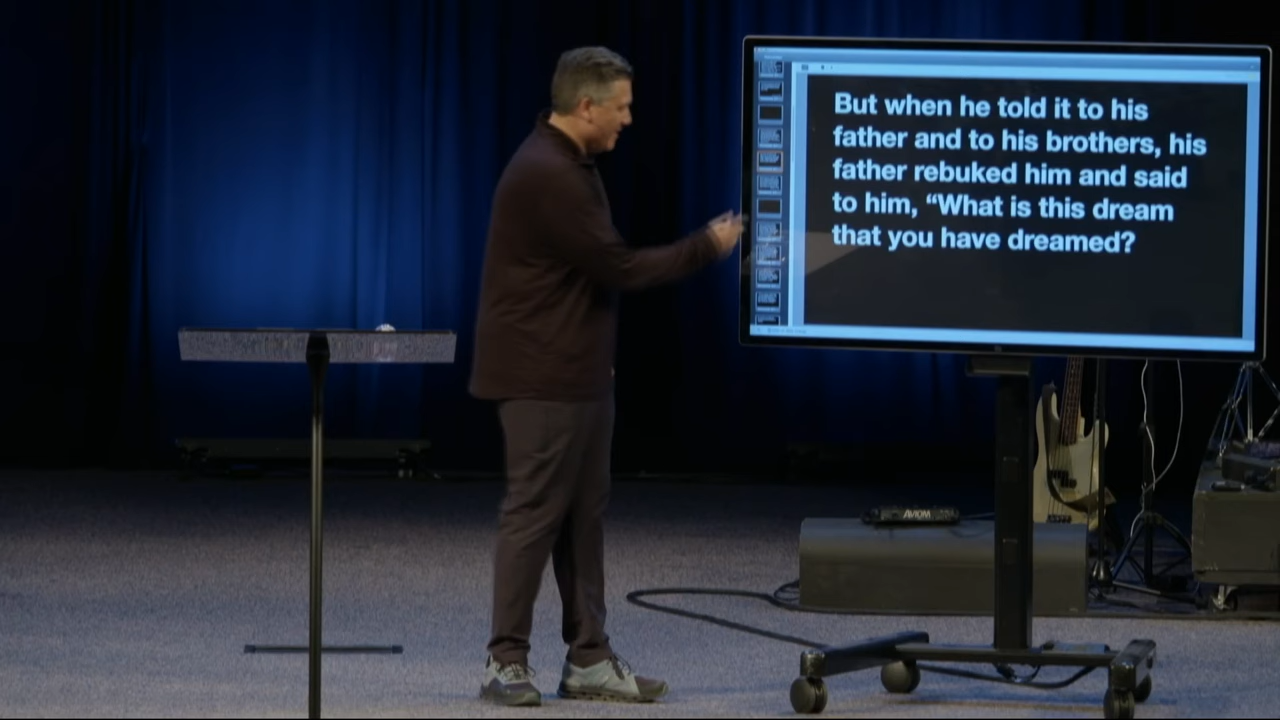 But when he told it to his
father and to his brothers, his
father rebuked him and said
to him, “What is this dream
that you have dreamed?
AVIOM